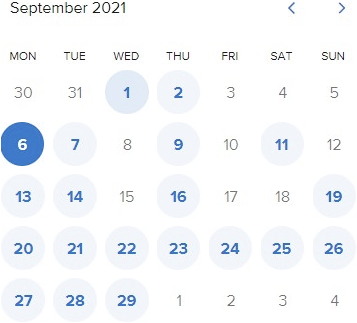 September 2021
MON TUE WED THU FRI SAT SUN
30 31 1 2 3 4 5
6 7 8 9 10 11 12
13 14 15 16 17 18 19
20 21 22 23 24 25 26
27 28 29 1 2 3 4